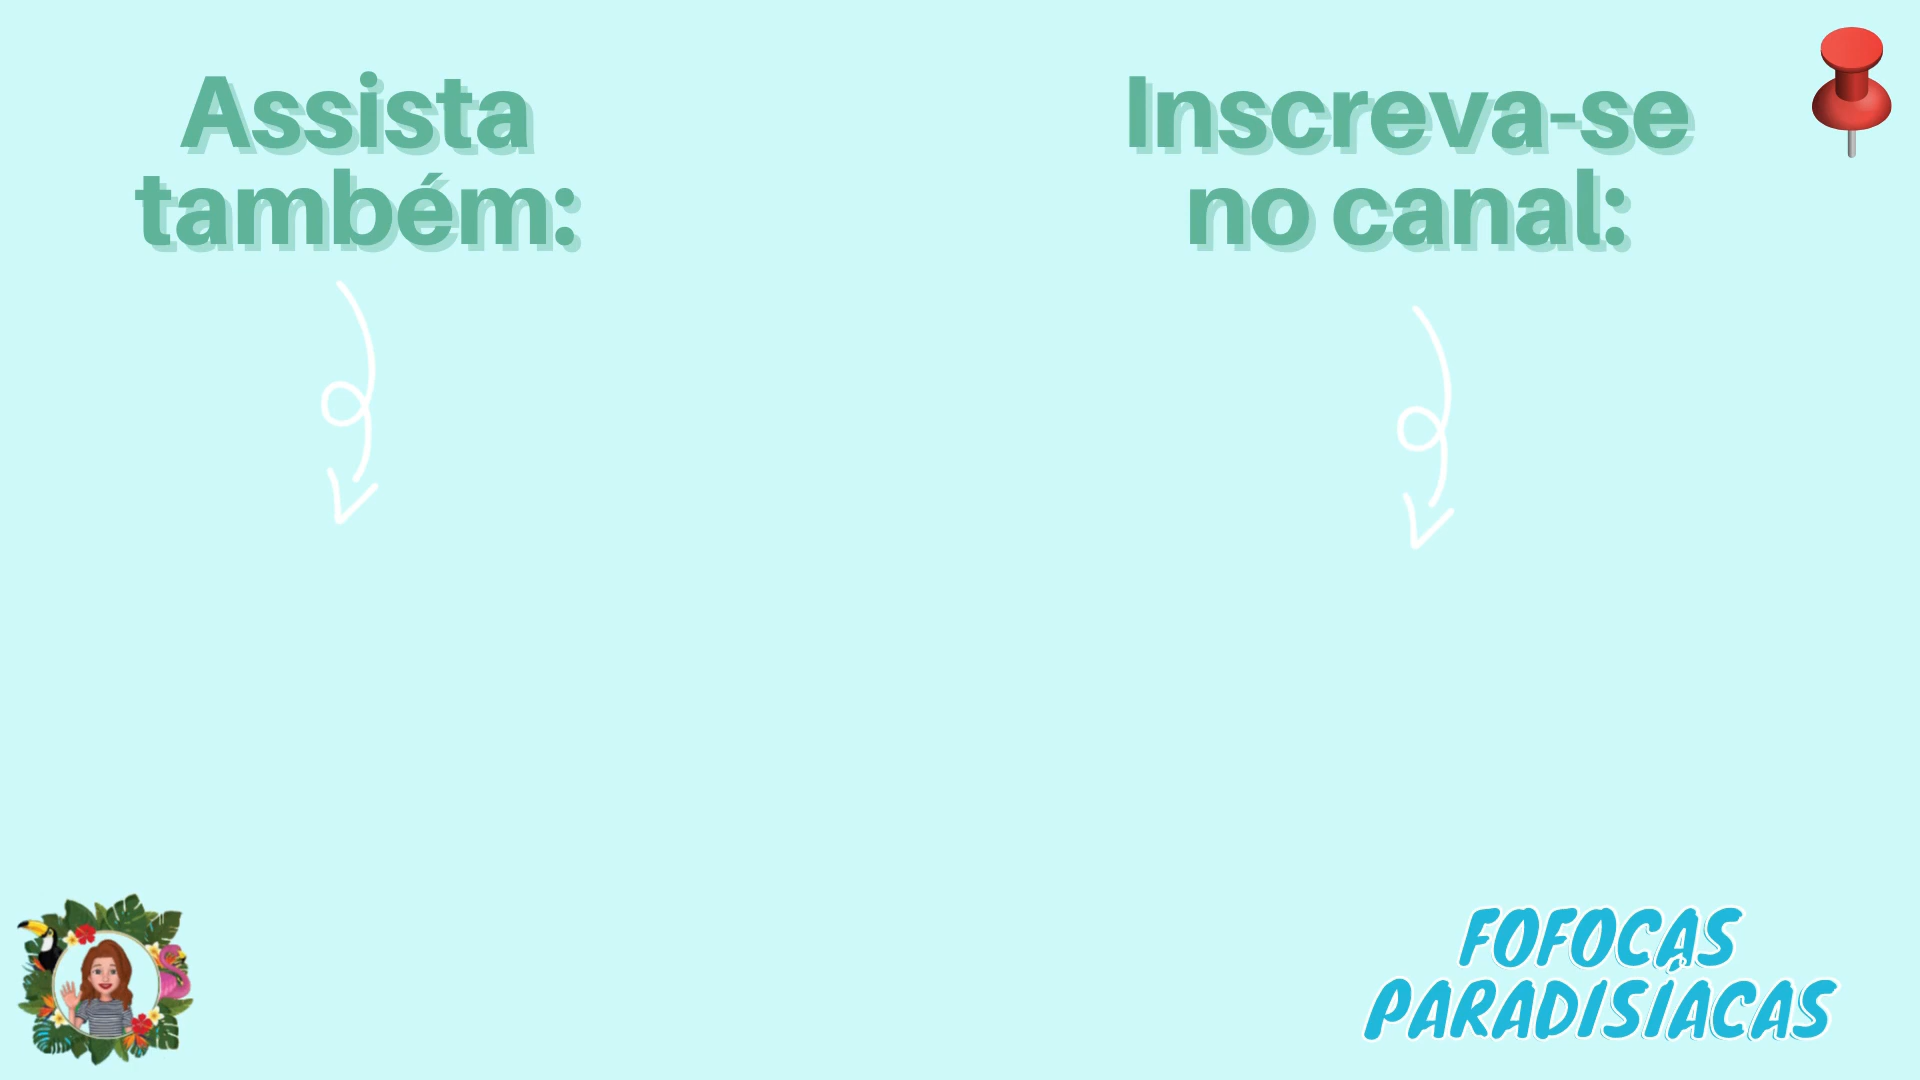 Assista
também:
Inscreva-se
no canal:
FOFOCAS
PARADISÍACAS